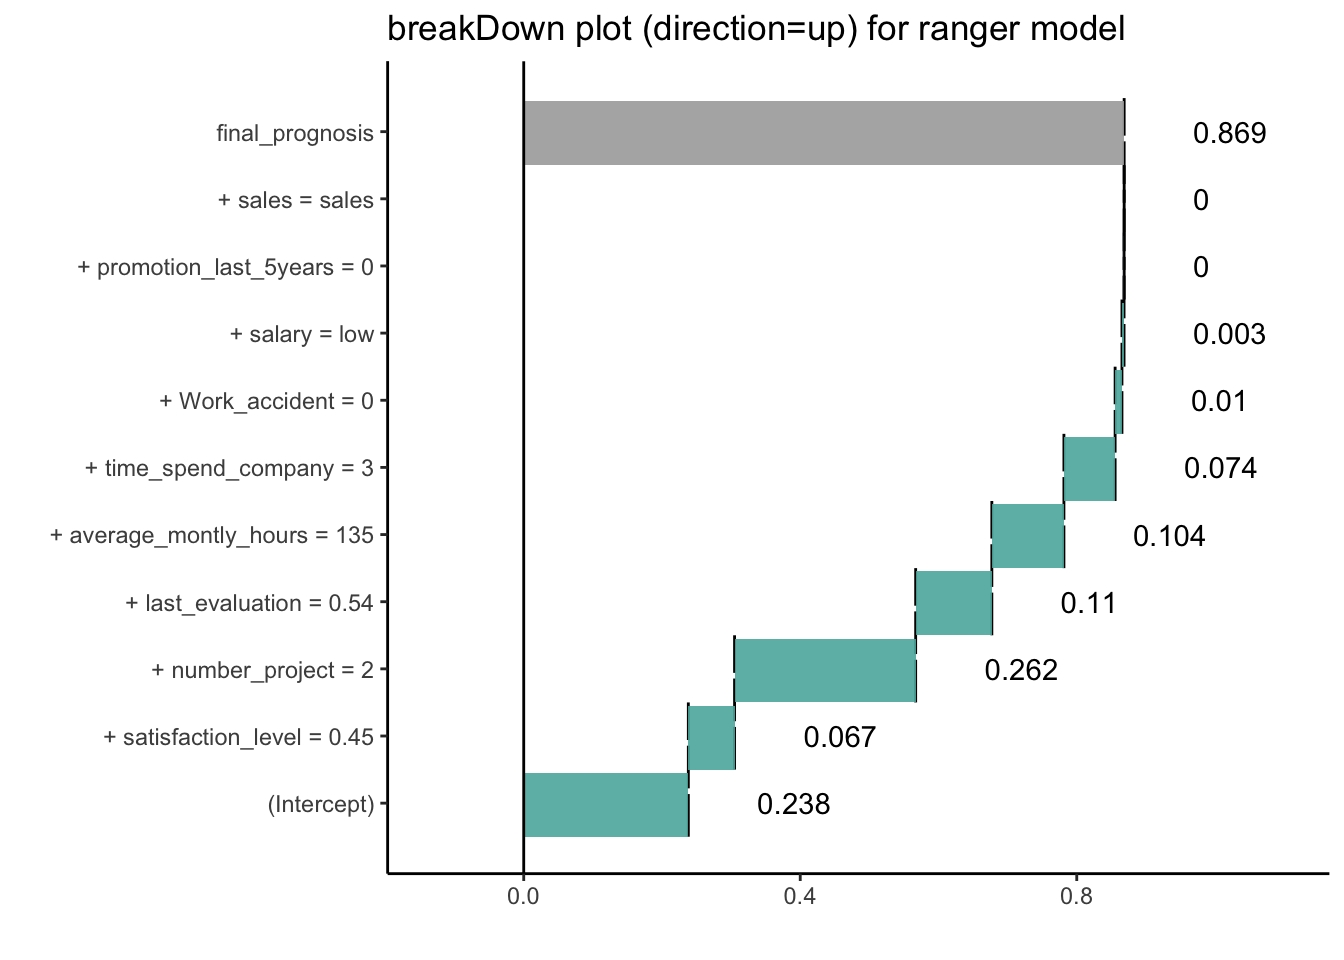 breakDown plot (direction=up) for ranger model
final_prognosis 0.869
+ sales = sales 0
+ promotion_last_5years = 0 0
+ salary = low 0.003
+ Work_accident = 0 0.01
+ time_spend_company = 3 0.074
+ average_montly_hours = 135 0.104
+ last_evaluation = 0.54 0.11
+ number_project = 2 0.262
+ satisfaction_level = 0.45 0.067
(Intercept) 0.238
0.0 0.4 0.8